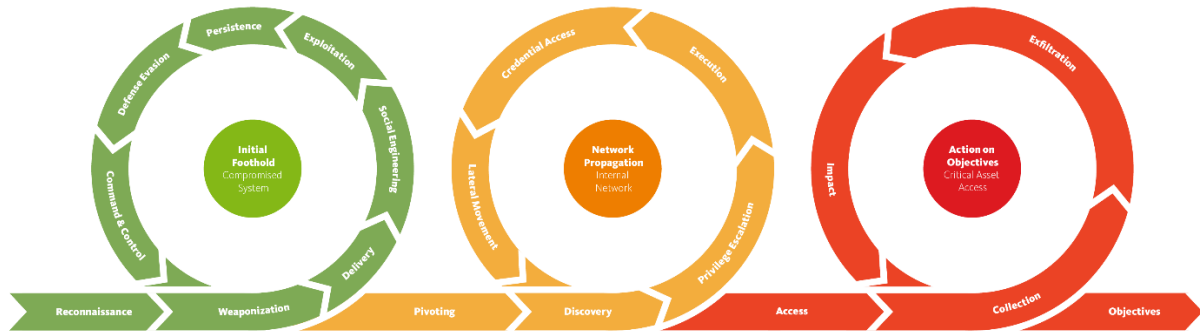 Reconnaissance
Weaponization
Delivery
Social Engineering
Exploitation
Persistence
Defense Evasion
Command & Control
Initial
Foothold
Compromised
System
Pivoting
Discovery
Privilege Escalation
Execution
Credential Access
Lateral Movement
Network
Propagation
Internal
Network
Access
Collection
Exfiltration
Impact
Action on
Objectives
Critical Asset
Access
Objectives